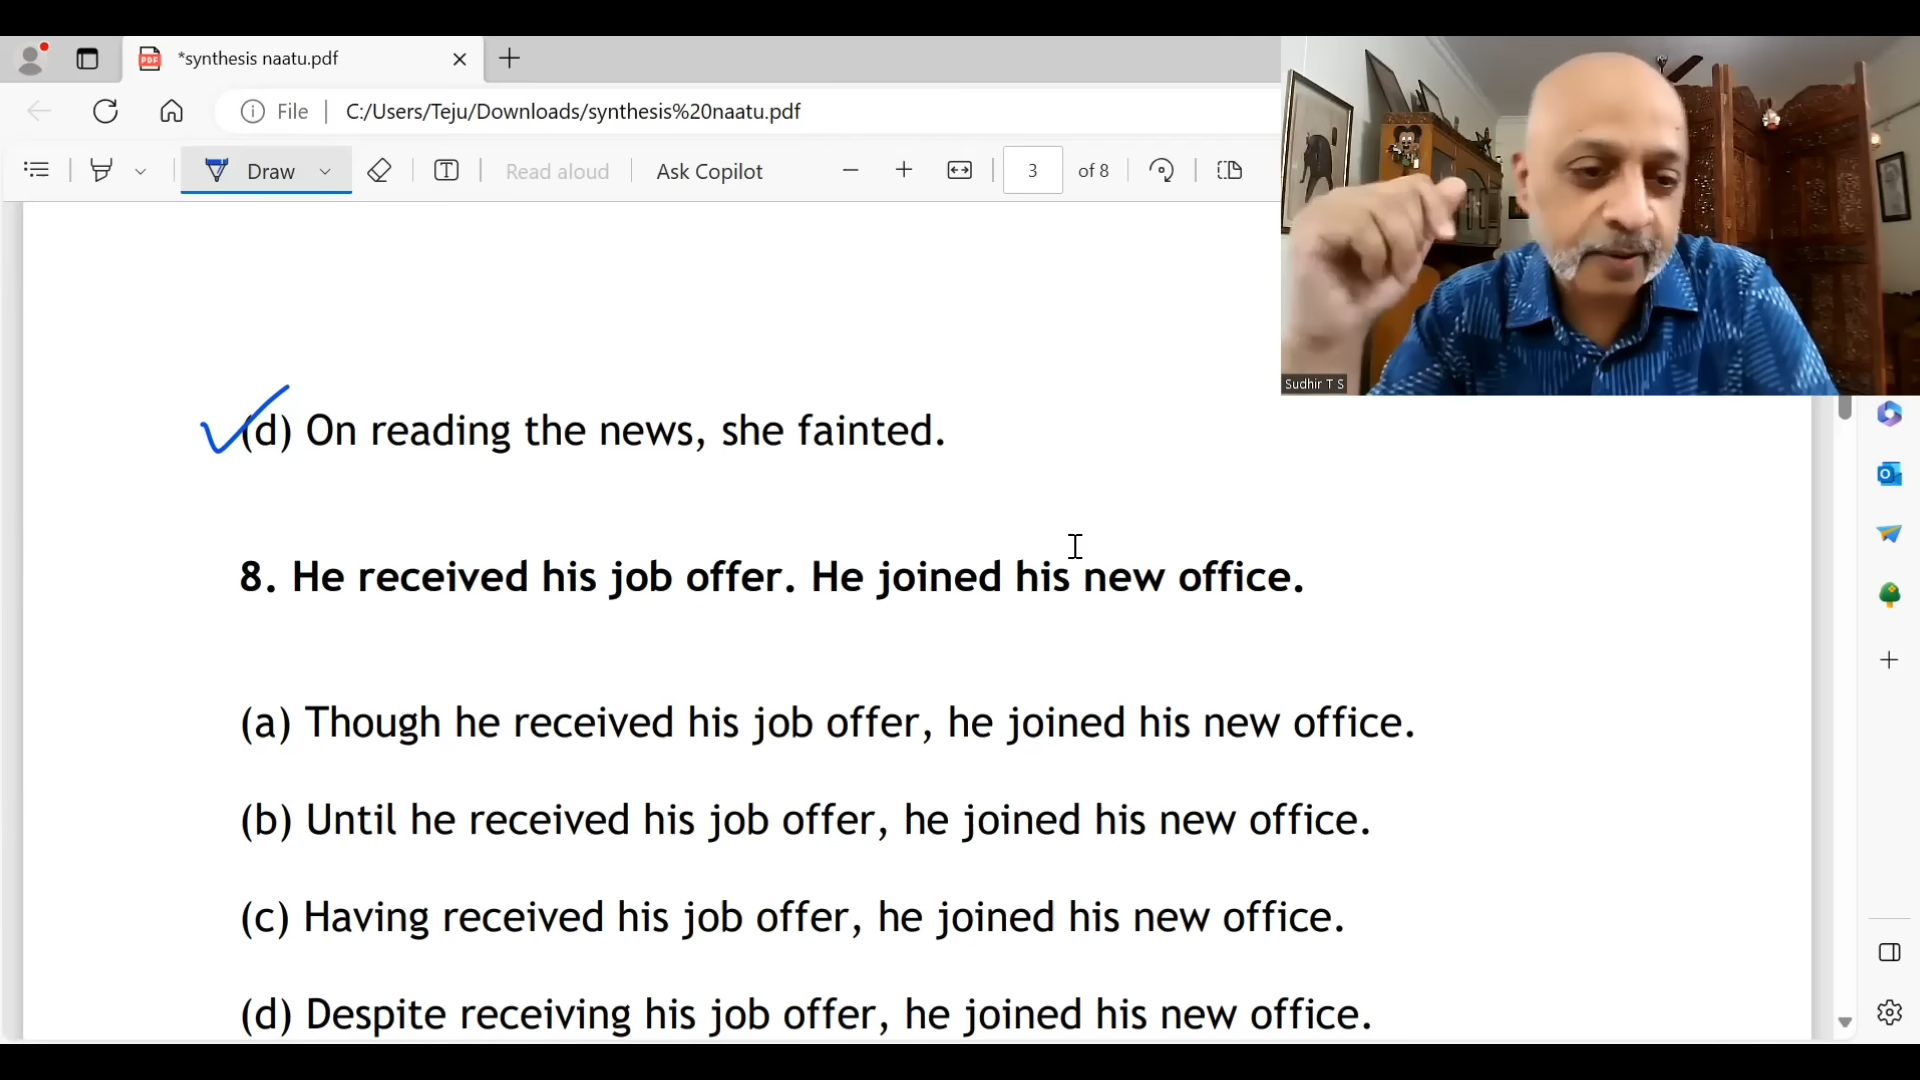 *synthesis naatu.pdf
File
C:/Users/Teju/Downloads/synthesis%20naatu.pdf
Draw
Read aloud
Ask Copilot
3
of 8
Sudhir T S
(d) On reading the news, she fainted.
8. He received his job offer. He joined his new office.
(a) Though he received his job offer, he joined his new office.
(b) Until he received his job offer, he joined his new office.
(c) Having received his job offer, he joined his new office.
(d) Despite receiving his job offer, he joined his new office.